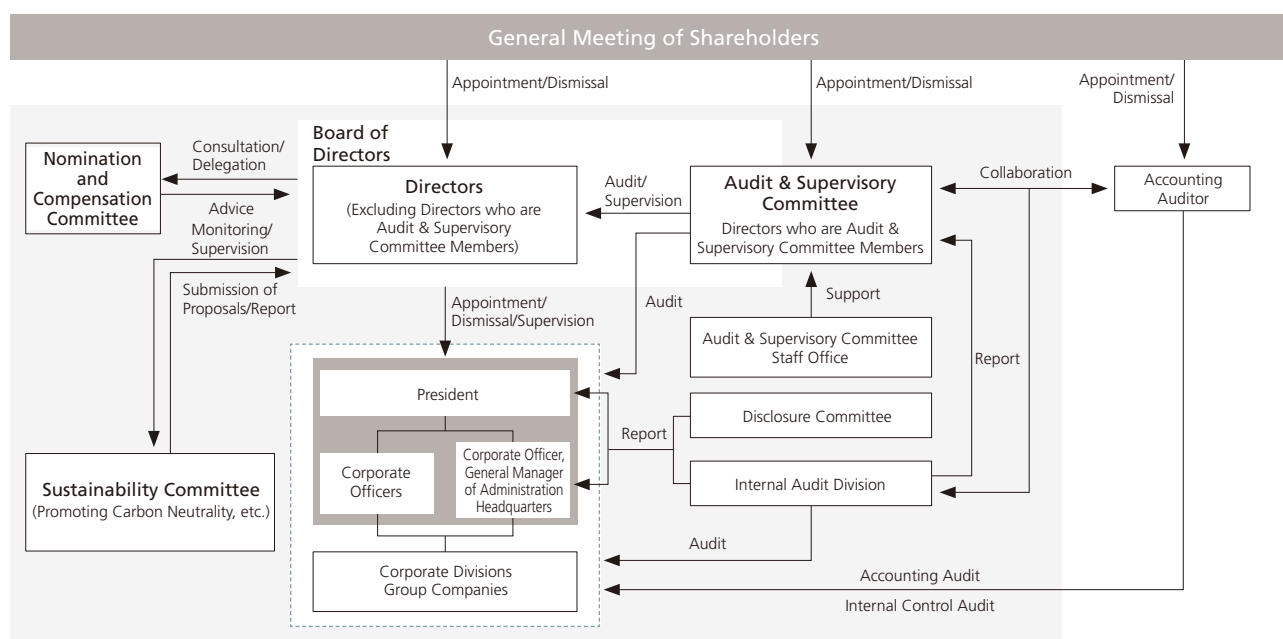 General Meeting of Shareholders
Appointment/Dismissal
Appointment/Dismissal
Appointment/
Dismissal
Board of
Directors
Consultation/
Delegation
Nomination
and
Compensation
Committee
Advice
Monitoring/
Supervision
Submission of
Proposals/Report
Directors
(Excluding Directors who are
Audit & Supervisory
Committee Members)
Audit/
Supervision
Audit & Supervisory
Committee
Directors who are Audit &
Supervisory Committee Members
Collaboration
Accounting
Auditor
Appointment/
Dismissal/Supervision
Audit
Support
Audit & Supervisory Committee
Staff Office
Report
President
Report
Disclosure Committee
Corporate
Officers
Corporate Officer,
General Manager
of Administration
Headquarters
Internal Audit Division
Sustainability Committee
(Promoting Carbon Neutrality, etc.)
Audit
Corporate Divisions
Group Companies
Accounting Audit
Internal Control Audit